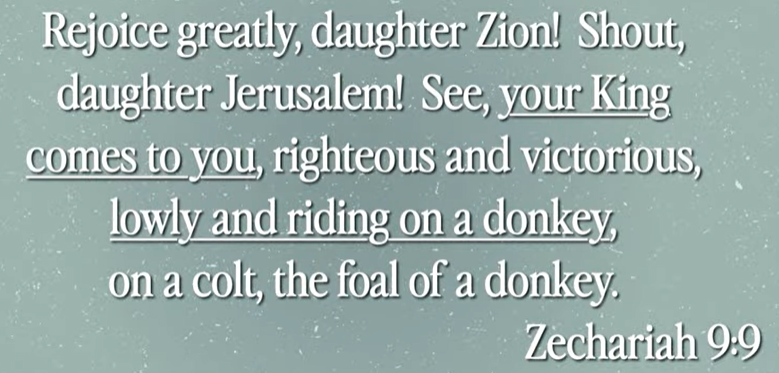 Rejoice greatly, daughter Zion! Shout,
daughter Jerusalem! See, your King
comes to you, righteous and victorious,
lowly and riding on a donkey,
on a colt, the foal of a donkey.
Zechariah 9:9